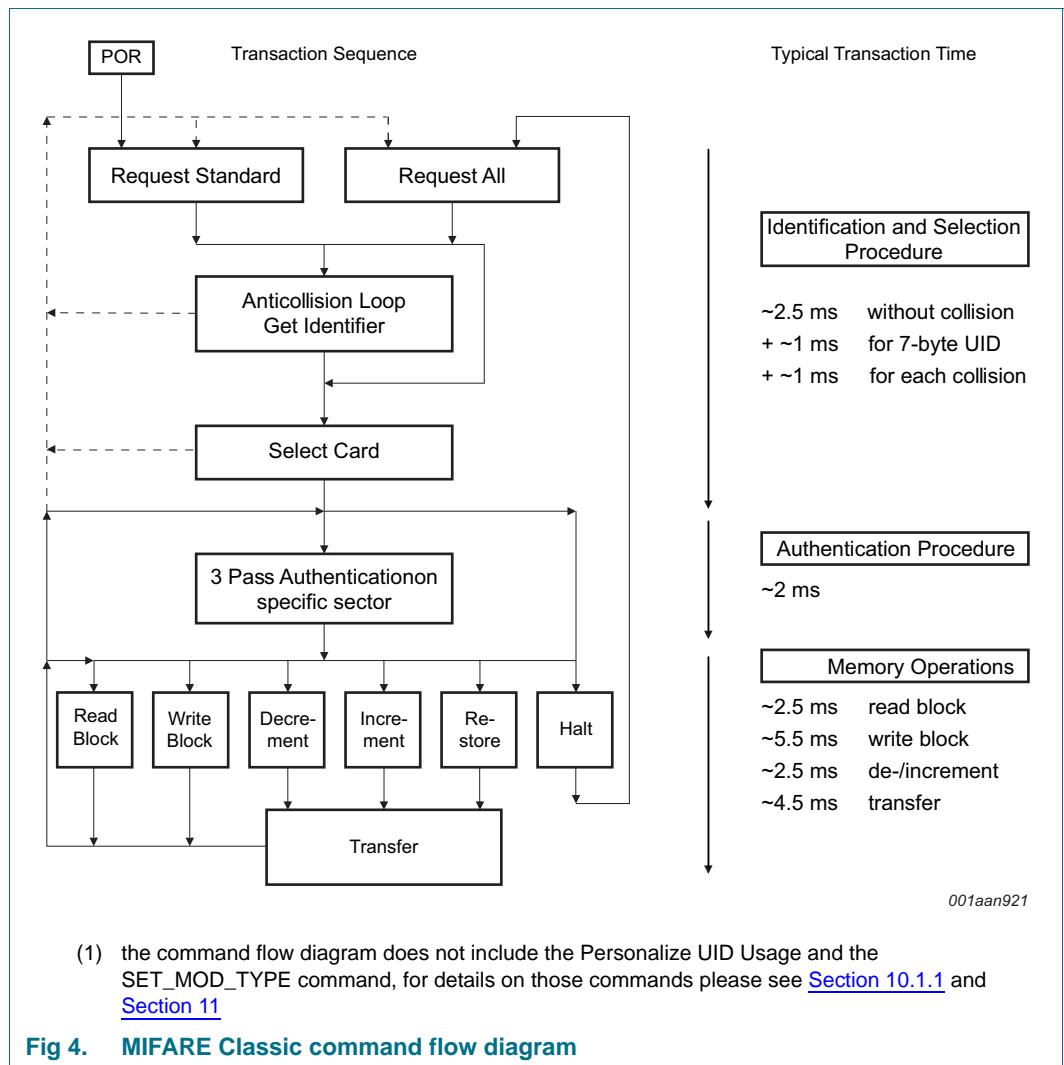 POR
Transaction Sequence
Typical Transaction Time
Request Standard
Request All
Identification and Selection
Procedure
Anticollision Loop
Get Identifier
~2.5 ms without collision
+ ~1 ms for 7-byte UID
+ ~1 ms for each collision
Select Card
Authentication Procedure
3 Pass Authenticationon
specific sector
~2 ms
Memory Operations
Read
Block
Write
Block
Decre-
ment
Incre-
ment
Re-
store
Halt
~2.5 ms read block
~5.5 ms write block
~2.5 ms de-/increment
~4.5 ms transfer
Transfer
001aan921
(1) the command flow diagram does not include the Personalize UID Usage and the
SET_MOD_TYPE command, for details on those commands please see Section 10.1.1 and
Section 11
Fig 4. MIFARE Classic command flow diagram